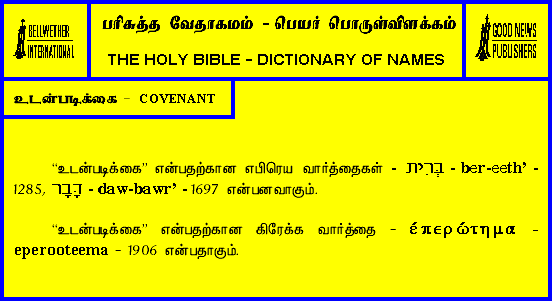 BELLWETHER
INTERNATIONAL
பரிசுத்த வேதாகமம் - பெயர் பொருள்விளக்கம்
THE HOLY BIBLE - DICTIONARY OF NAMES
GOOD NEWS
PUBLISHERS
உடன்படிக்கை - COVENANT
“உடன்படிக்கை” என்பதற்கான எபிரெய வார்த்தைகள் - בְּרִית - ber-eeth’ -
1285, דָּבָר - daw-bawr’ - 1697 என்பனவாகும்.
“உடன்படிக்கை” என்பதற்கான கிரேக்க வார்த்தை - έπερώτημα -
eperooteema - 1906 என்பதாகும்.